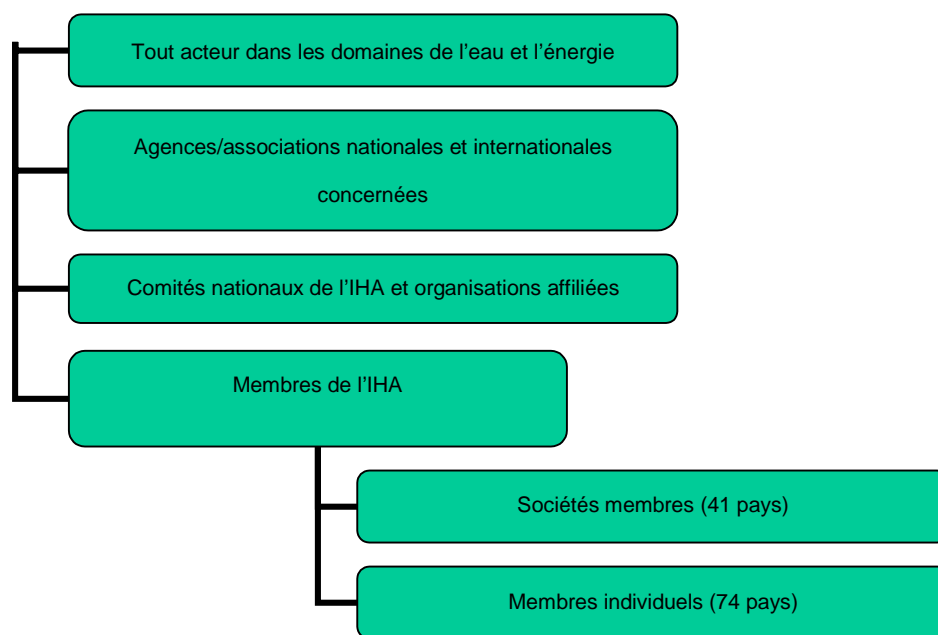 Tout acteur dans les domaines de l’eau et l’énergie
Agences/associations nationales et internationales
concernées
Comités nationaux de l’IHA et organisations affiliées
Membres de l’IHA
Sociétés membres (41 pays)
Membres individuels (74 pays)